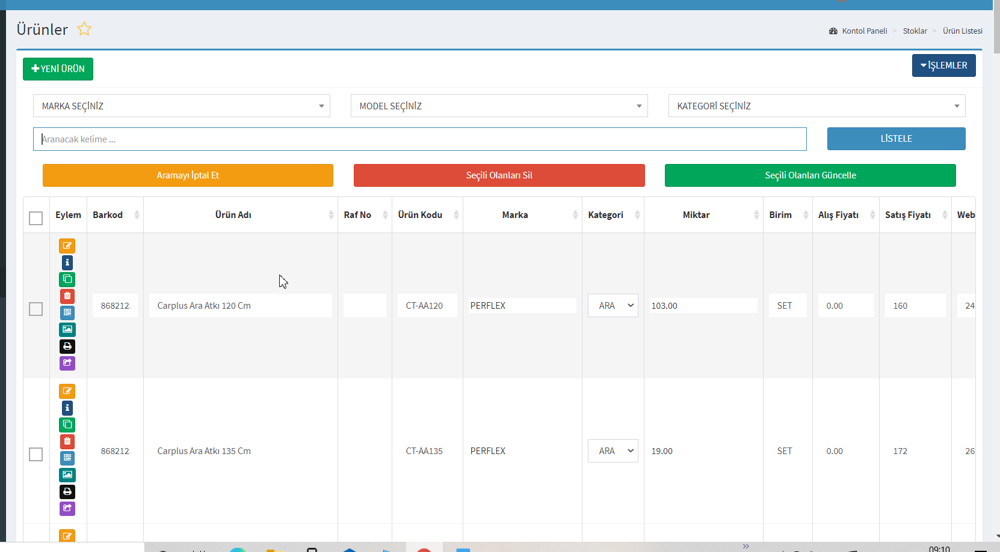 Ürünler
Kontol Paneli > Stoklar > Ürün Listesi
YENİ ÜRÜN
İŞLEMLER
MARKA SEÇİNİZ
MODEL SEÇİNİZ
KATEGORİ SEÇİNİZ
Aranacak kelime ...
LİSTELE
Aramayı İptal Et
Seçili Olanları Sil
Seçili Olanları Güncelle
Eylem Barkod Ürün Adı Raf No Ürün Kodu Marka Kategori Miktar Birim Alış Fiyatı Satış Fiyatı Web
868212 Carplus Ara Atkı 120 Cm CT-AA120 PERFLEX ARA 103.00 SET 0.00 160 24
868212 Carplus Ara Atkı 135 Cm CT-AA135 PERFLEX ARA 19.00 SET 0.00 172 26
09:10